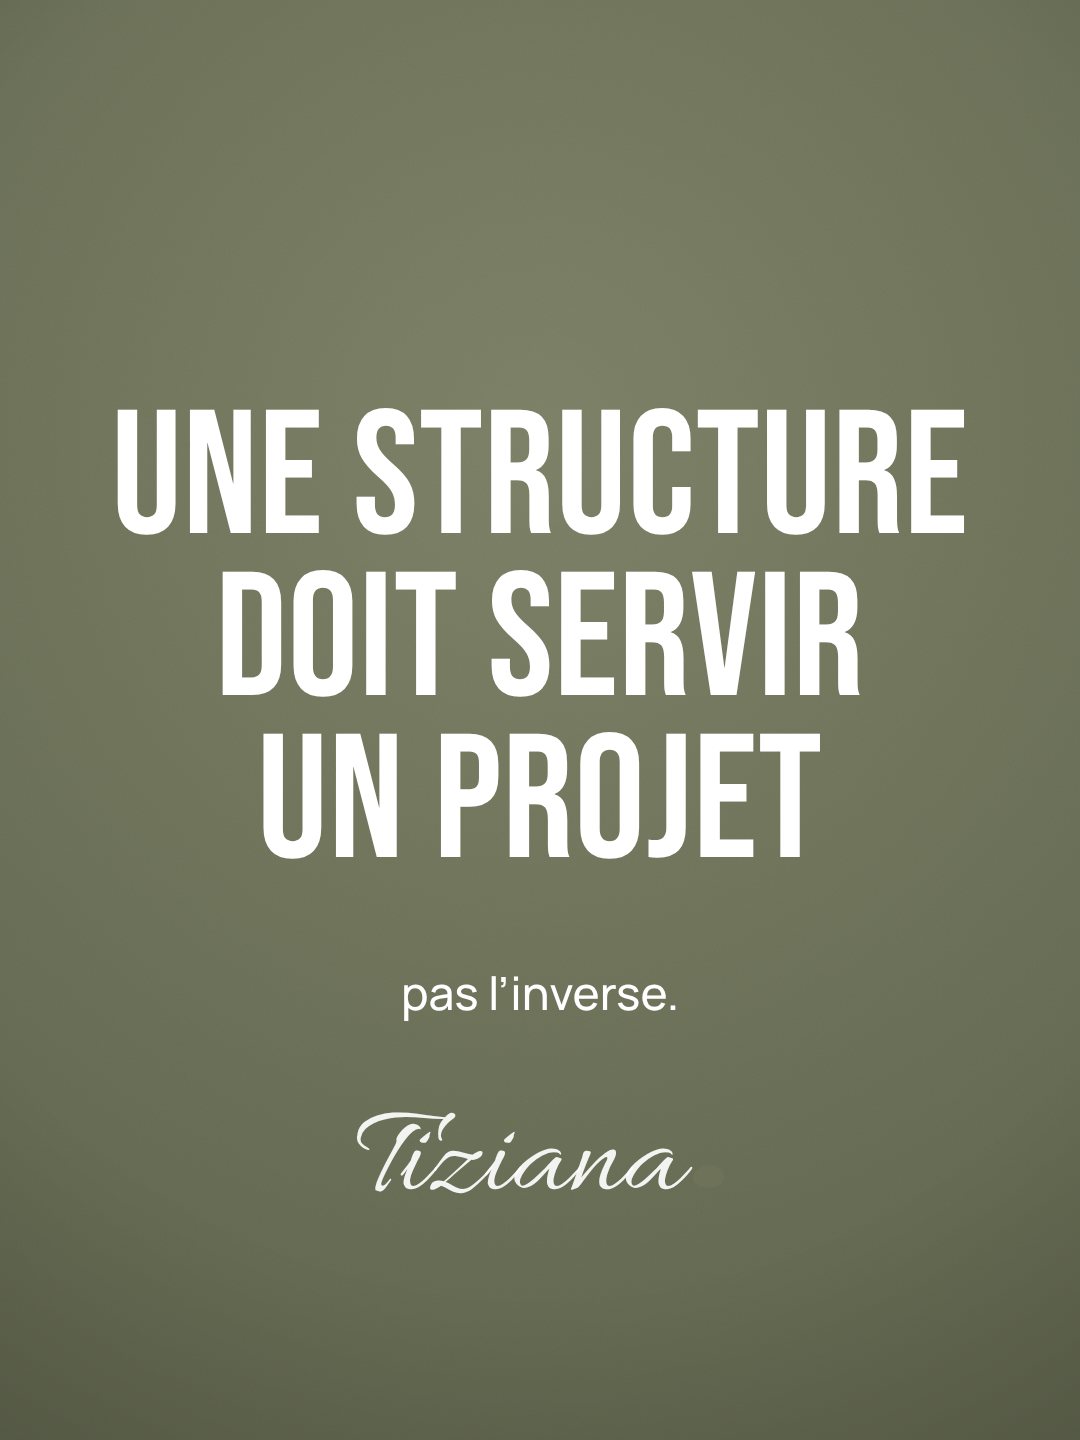 UNE STRUCTURE
DOIT SERVIR
UN PROJET
pas l’inverse.
Tiziana.